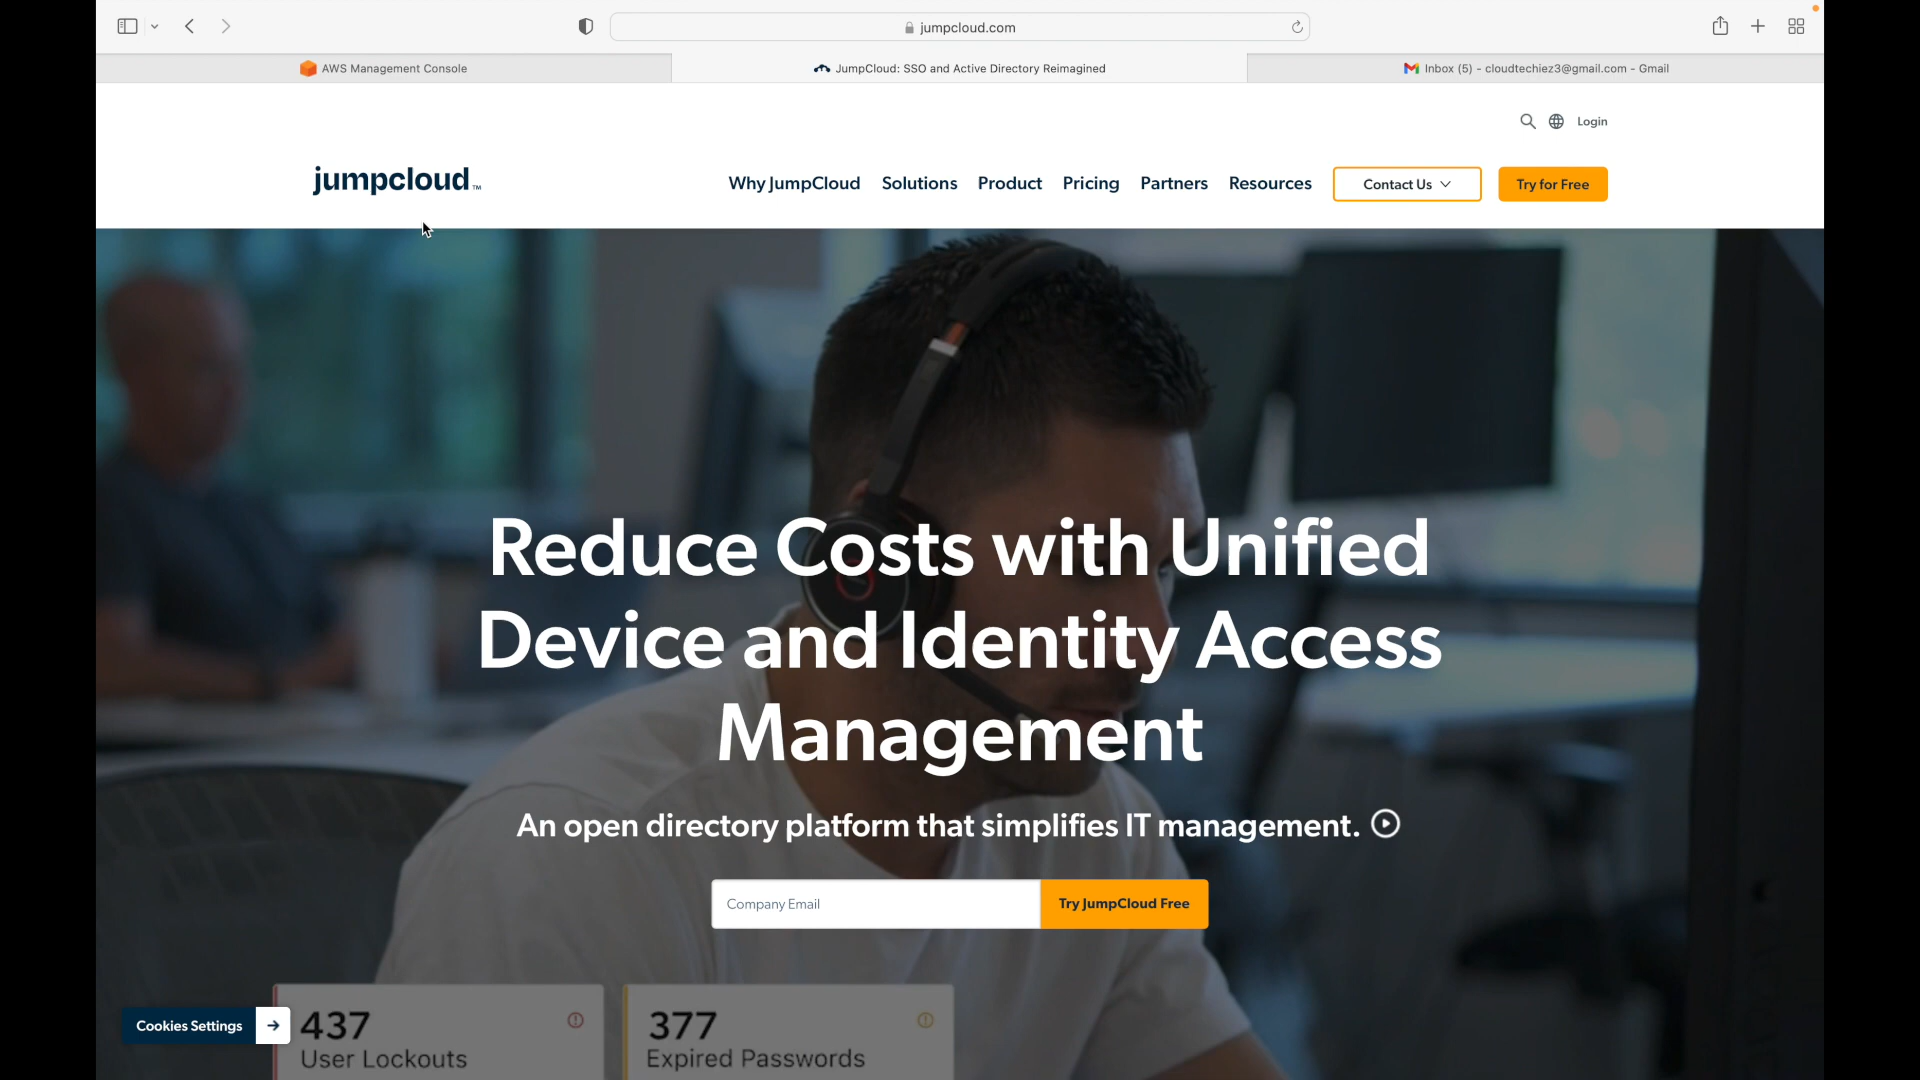 jumpcloud.com
AWS Management Console
JumpCloud: SSO and Active Directory Reimagined
Inbox (5) - cloudtechiez3@gmail.com - Gmail
Login
jumpcloud™
Why JumpCloud
Solutions
Product
Pricing
Partners
Resources
Contact Us
Try for Free
Reduce Costs with Unified
Device and Identity Access
Management
An open directory platform that simplifies IT management.
Company Email
Try JumpCloud Free
Cookies Settings
437
User Lockouts
377
Expired Passwords